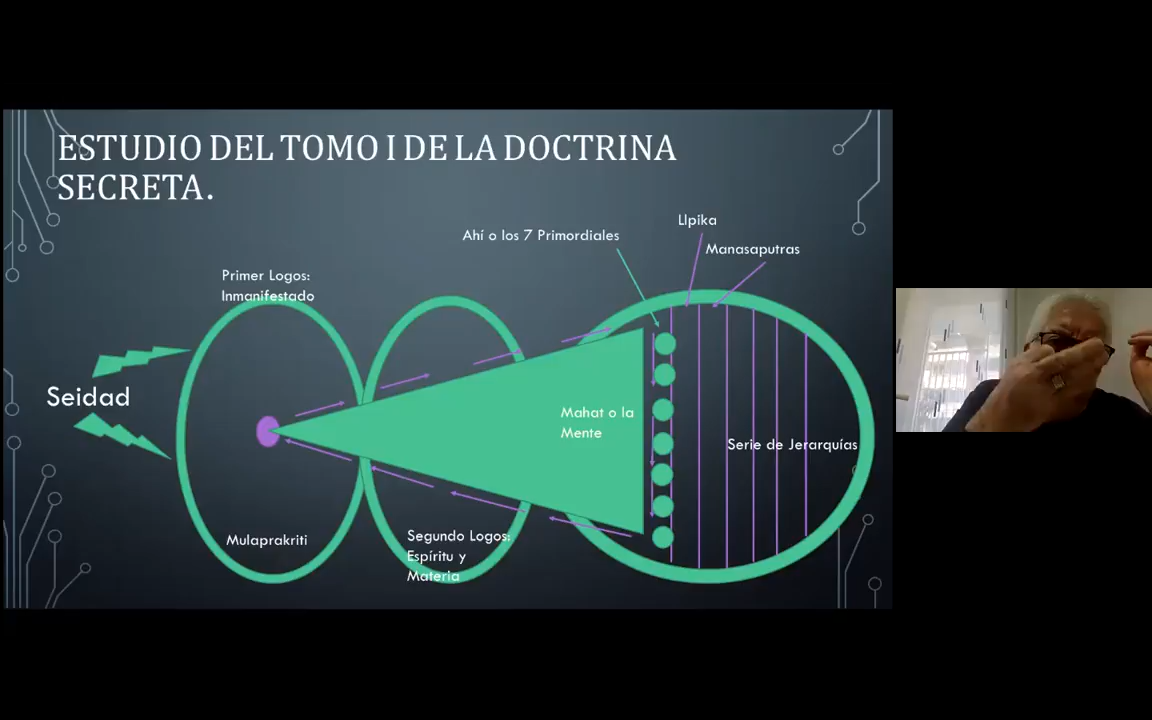 ESTUDIO DEL TOMO I DE LA DOCTRINA
SECRETA.
Llpika
Ahí o los 7 Primordiales
Manasaputras
Primer Logos:
Inmanifestado
Seidad
Mahat o la
Mente
Serie de Jerarquías
Mulaprakriti
Segundo Logos:
Espíritu y
Materia